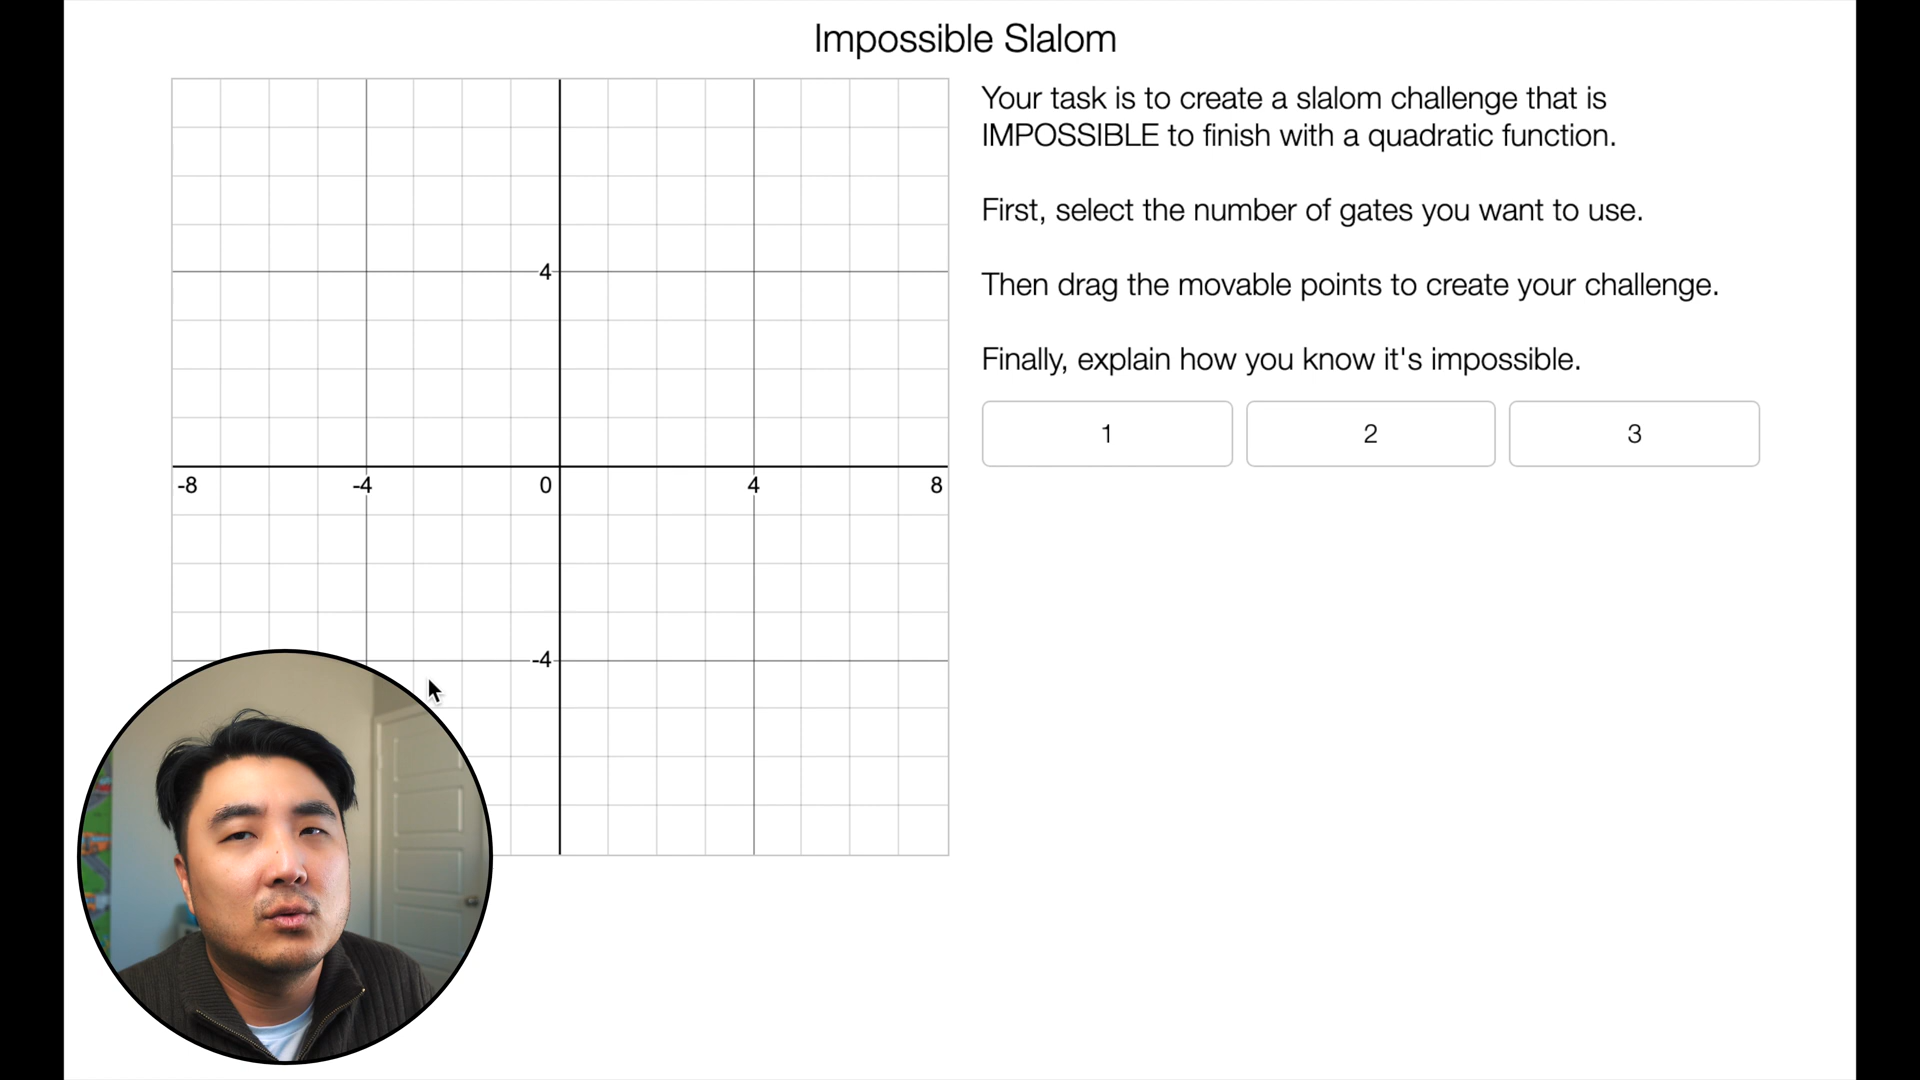 Impossible Slalom
Your task is to create a slalom challenge that is
IMPOSSIBLE to finish with a quadratic function.
First, select the number of gates you want to use.
Then drag the movable points to create your challenge.
Finally, explain how you know it's impossible.
1 2 3
4
-8 -4 0 4 8
-4